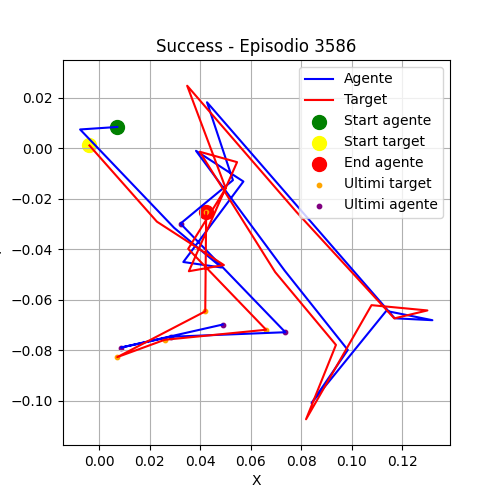 Success - Episodio 3586
Agente
Target
Start agente
Start target
End agente
Ultimi target
Ultimi agente
0.02
0.00
−0.02
−0.04
−0.06
−0.08
−0.10
0.00 0.02 0.04 0.06 0.08 0.10 0.12
X